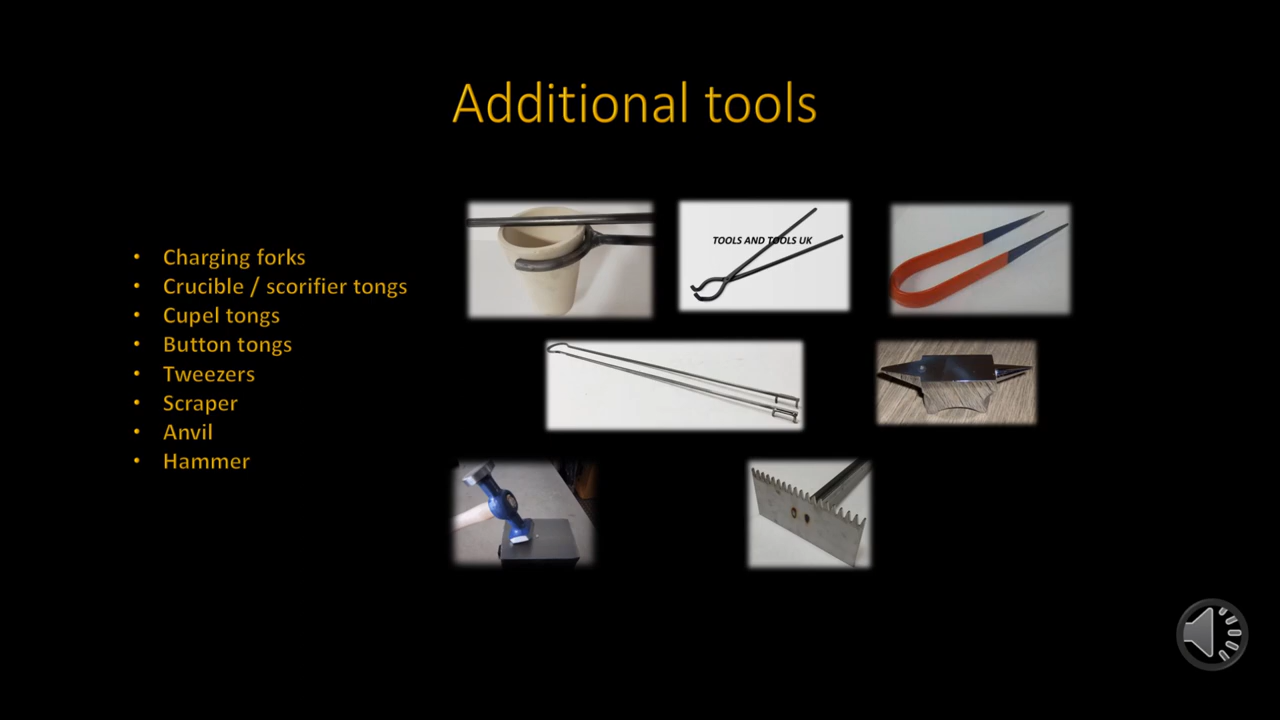 Additional tools
• Charging forks
• Crucible / scorifier tongs
• Cupel tongs
• Button tongs
• Tweezers
• Scraper
• Anvil
• Hammer
TOOLS AND TOOLS UK